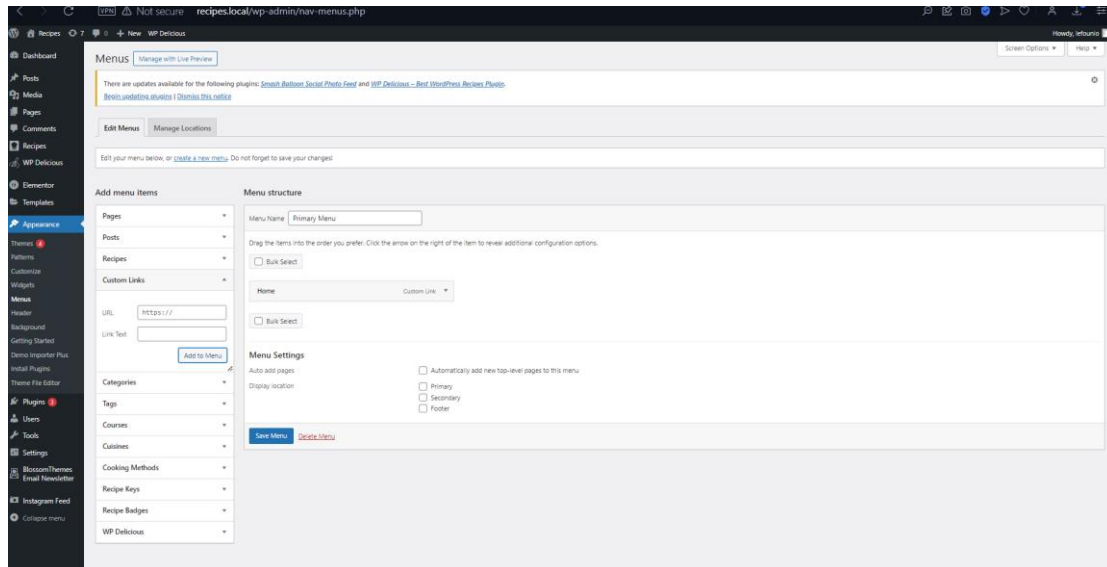 VPN Not secure recipes.local/wp-admin/nav-menus.php
Recipes 7 0 + New WP Delicious
Howdy, lefounio
Dashboard
Posts
Media
Pages
Comments
Recipes
WP Delicious
Elementor
Templates
Appearance
Themes 4
Patterns
Customize
Widgets
Menus
Header
Background
Getting Started
Demo Importer Plus
Install Plugins
Theme File Editor
Plugins
Users
Tools
Settings
BlossomThemes
Email Newsletter
Instagram Feed
Collapse menu
Screen Options Help
Menus Manage with Live Preview
There are updates available for the following plugins: Smash Balloon Social Photo Feed and WP Delicious – Best WordPress Recipes Plugin.
Begin updating plugins | Dismiss this notice
Edit Menus Manage Locations
Edit your menu below, or create a new menu. Do not forget to save your changes!
Add menu items
Pages
Posts
Recipes
Custom Links
URL https://
Link Text
Add to Menu
Categories
Tags
Courses
Cuisines
Cooking Methods
Recipe Keys
Recipe Badges
WP Delicious
Menu structure
Menu Name Primary Menu
Drag the items into the order you prefer. Click the arrow on the right of the item to reveal additional configuration options.
Bulk Select
Home Custom Link
Bulk Select
Menu Settings
Auto add pages Automatically add new top-level pages to this menu
Display location Primary
Secondary
Footer
Save Menu Delete Menu